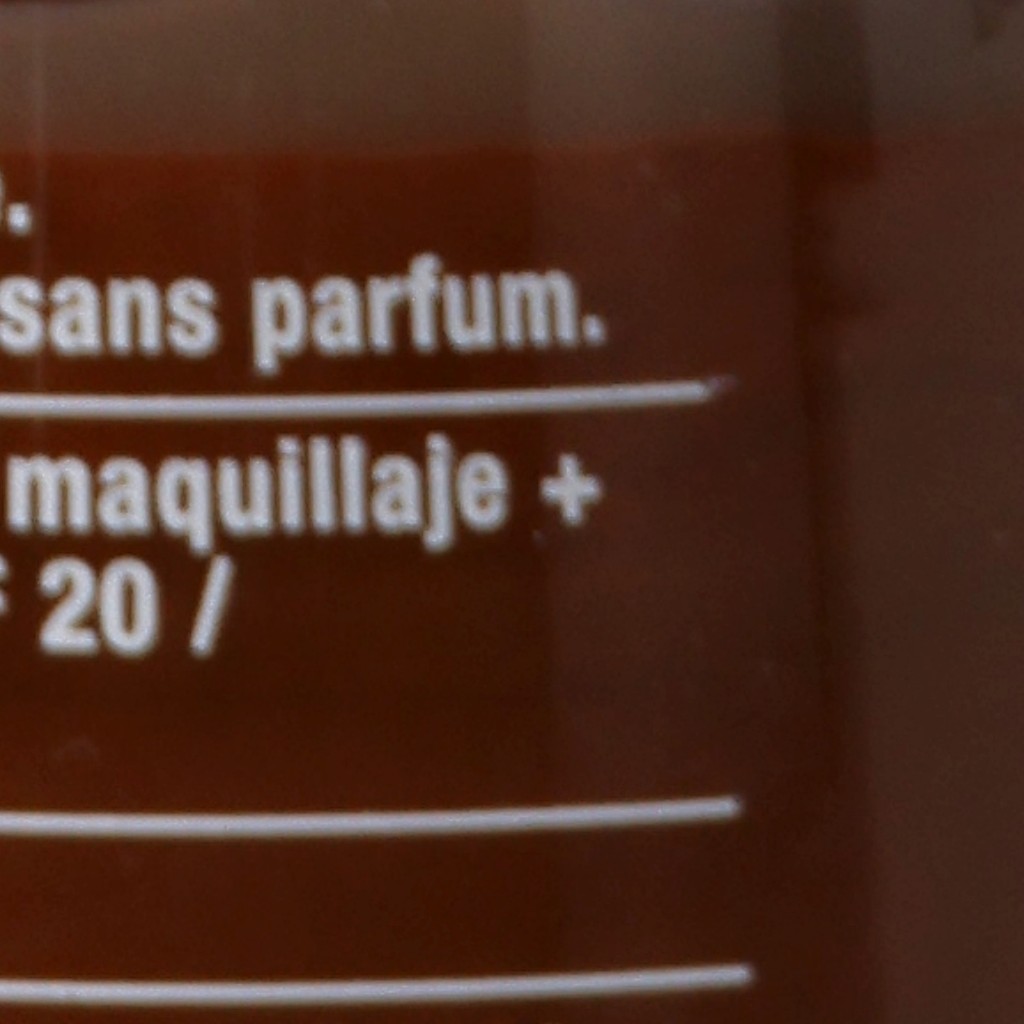 sans parfum.
maquillaje +
20 /